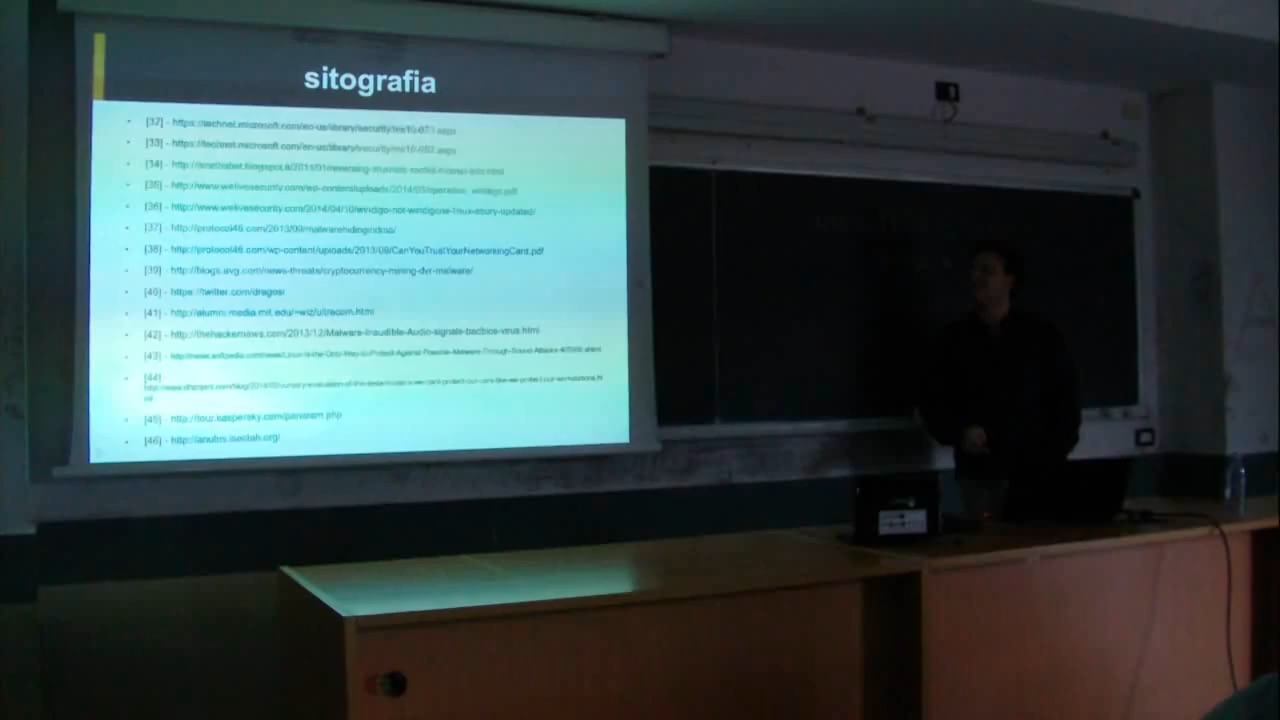 sitografia
[32] - https://technet.microsoft.com/en-us/library/security/ms10-073.aspx
[33] - https://technet.microsoft.com/en-us/library/security/ms10-092.aspx
[34] -
[35] - http://www.welivesecurity.com/wp-content/uploads/2014/03/operation_windigo.pdf
[36] - http://www.welivesecurity.com/2014/04/10/windigo-not-windigone-linux-ebury-updated/
[37] - http://protocol46.com/2013/09/malwarehidinginidrac/
[38] - http://protocol46.com/wp-content/uploads/2013/09/CanYouTrustYourNetworkingCard.pdf
[39] - http://blogs.avg.com/news-threats/cryptocurrency-mining-dvr-malware/
[40] - https://twitter.com/dragosr
[41] - http://alumni.media.mit.edu/~wiz/ultracom.html
[42] - http://thehackernews.com/2013/12/Malware-Inaudible-Audio-signals-badbios-virus.html
[43] -
[44]
[45] - http://tour.kaspersky.com/panoram.php
[46] - http://anubis.iseclab.org/